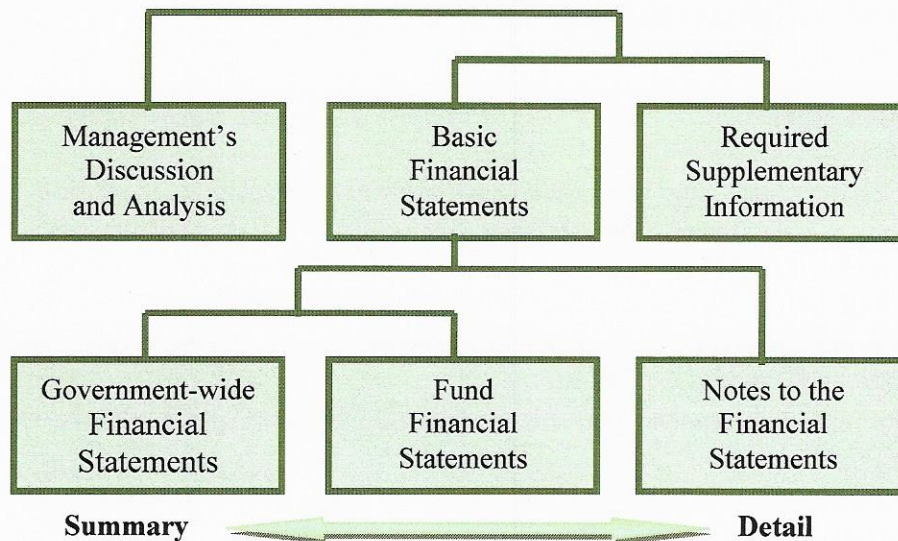 Management’s
Discussion
and Analysis
Basic
Financial
Statements
Required
Supplementary
Information
Government-wide
Financial
Statements
Fund
Financial
Statements
Notes to the
Financial
Statements
Summary
Detail